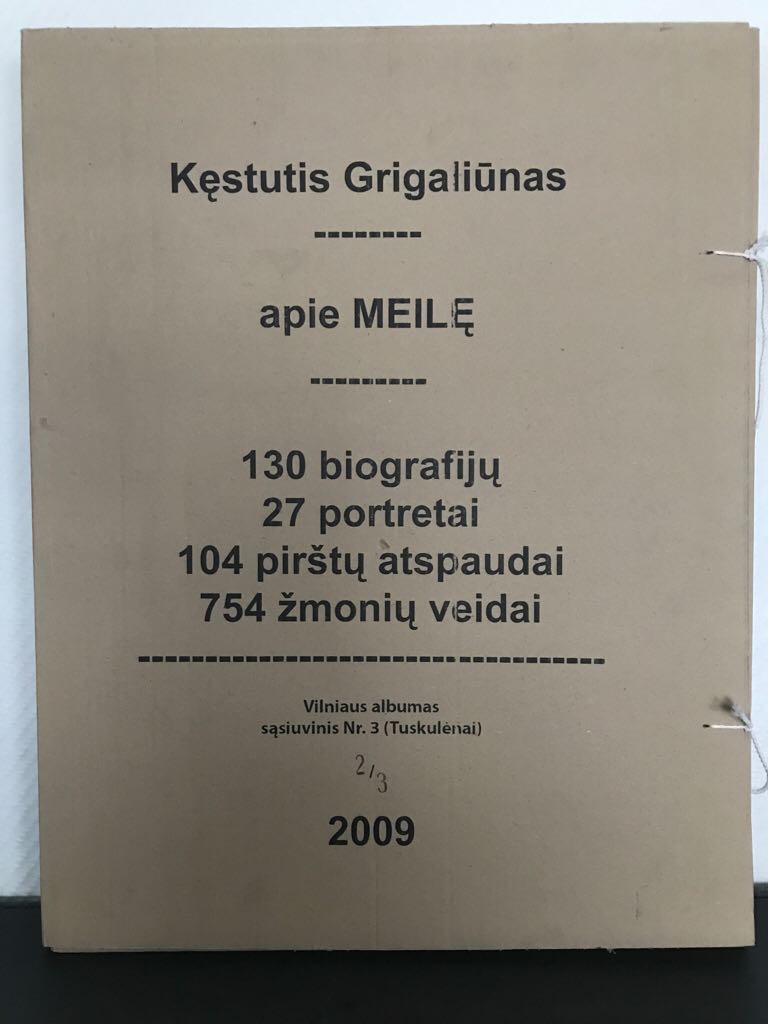 Kęstutis Grigaliūnas
--------
apie MEILĘ
---------
130 biografijų
27 portretai
104 pirštų atspaudai
754 žmonių veidai
-----------------------------------
Vilniaus albumas
sąsiuvinis Nr. 3 (Tuskulėnai)
2/3
2009